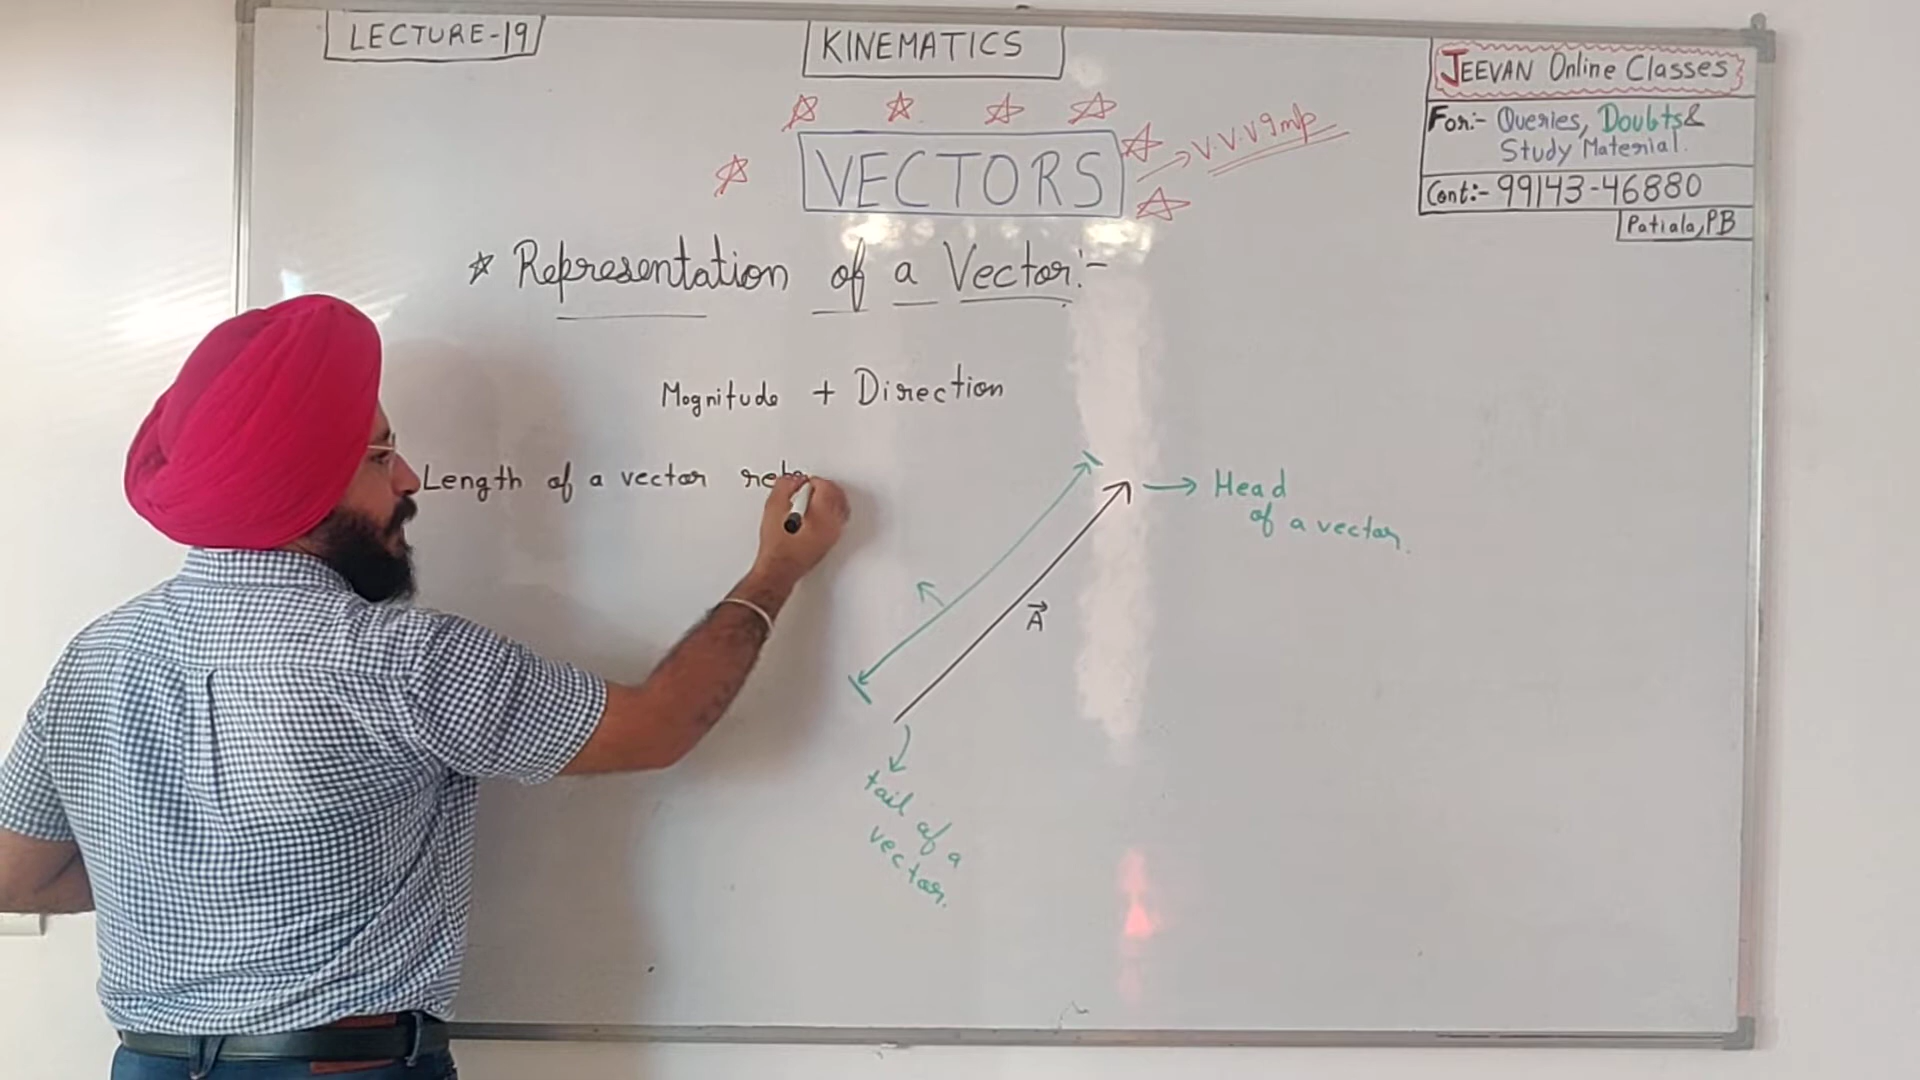 LECTURE-19
KINEMATICS
JEEVAN Online Classes
For:- Queries, Doubts &
Study Material.
Cont:- 99143-46880
Patiala, PB
VECTORS
V.V.V Imp
Representation of a Vector:-
Magnitude + Direction
Length of a vector
Head
of a vector.
A
tail of a
vector.